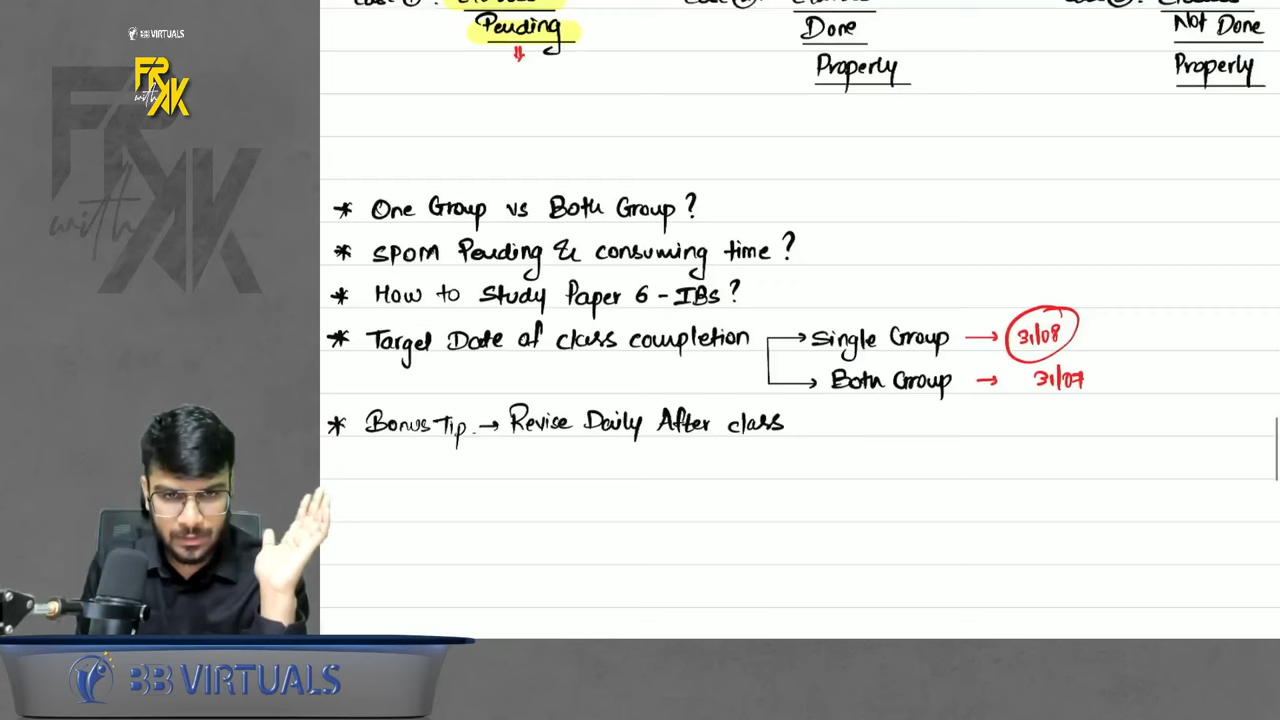 Pending
Done
Properly
Not Done
Properly
BB VIRTUALS
FR
with
KK
* One Group vs Both Group?
* SPOM Pending & consuming time?
* How to Study Paper 6 - IBS?
* Target Date of class completion → Single Group → 31/08
→ Both Group → 31/07
* Bonus Tip → Revise Daily After class
BB VIRTUALS